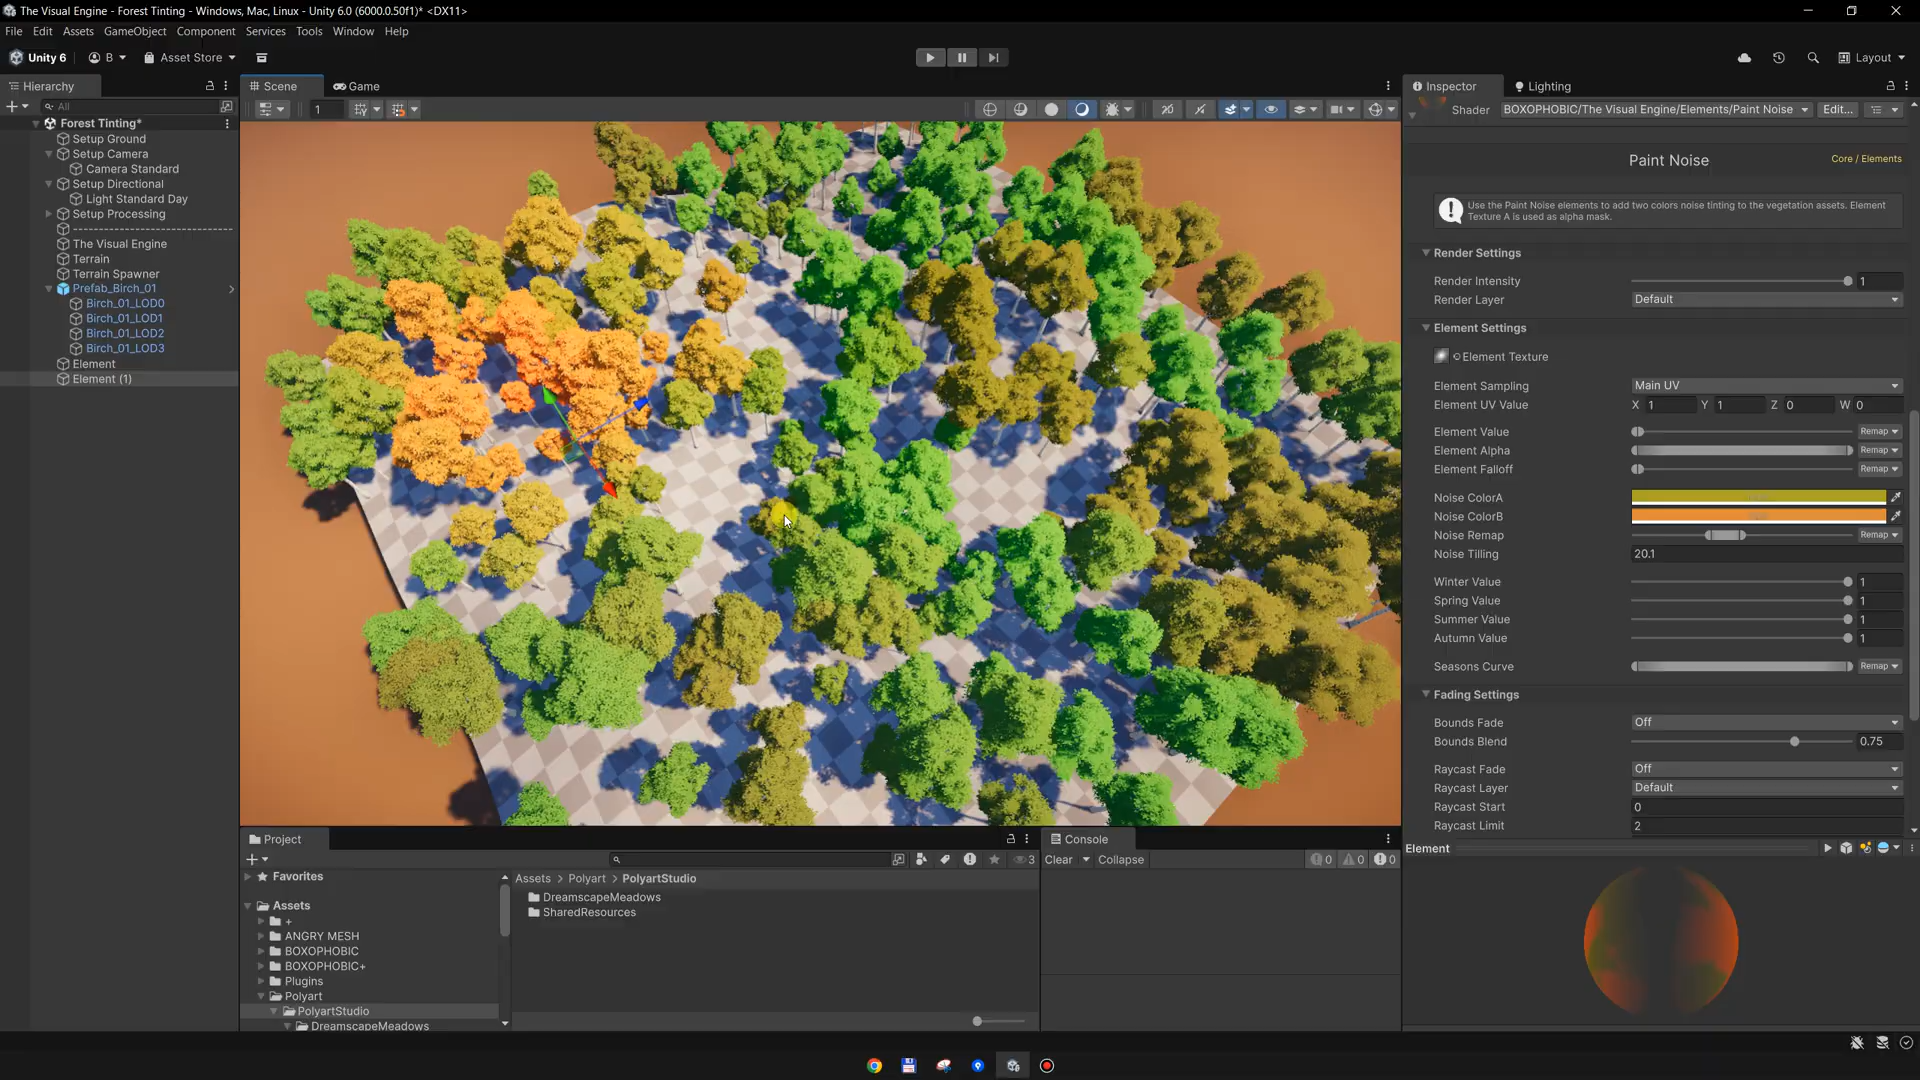 The Visual Engine - Forest Tinting - Windows, Mac, Linux - Unity 6.0 (6000.0.50f1)* <DX11>
File Edit Assets GameObject Component Services Tools Window Help
Unity 6 B Asset Store Layout
Hierarchy Scene Game Inspector Lighting
All
1
Shader BOXOPHOBIC/The Visual Engine/Elements/Paint Noise Edit...
Forest Tinting*
Setup Ground
Setup Camera
Camera Standard
Setup Directional
Light Standard Day
Setup Processing
------------------------------
The Visual Engine
Terrain
Terrain Spawner
Prefab_Birch_01
Birch_01_LOD0
Birch_01_LOD1
Birch_01_LOD2
Birch_01_LOD3
Element
Element (1)
Paint Noise
Core / Elements
Use the Paint Noise elements to add two colors noise tinting to the vegetation assets. Element
Texture A is used as alpha mask.
Render Settings
Render Intensity 1
Render Layer Default
Element Settings
Element Texture
Element Sampling Main UV
Element UV Value X 1 Y 1 Z 0 W 0
Element Value Remap
Element Alpha Remap
Element Falloff Remap
Noise ColorA
Noise ColorB
Noise Remap Remap
Noise Tilling 20.1
Winter Value 1
Spring Value 1
Summer Value 1
Autumn Value 1
Seasons Curve Remap
Fading Settings
Bounds Fade Off
Bounds Blend 0.75
Raycast Fade Off
Raycast Layer Default
Raycast Start 0
Raycast Limit 2
Element
Project
3
Favorites
Assets
+
ANGRY MESH
BOXOPHOBIC
BOXOPHOBIC+
Plugins
Polyart
PolyartStudio
DreamscapeMeadows
Assets > Polyart > PolyartStudio
DreamscapeMeadows
SharedResources
Console
Clear Collapse 0 0 0